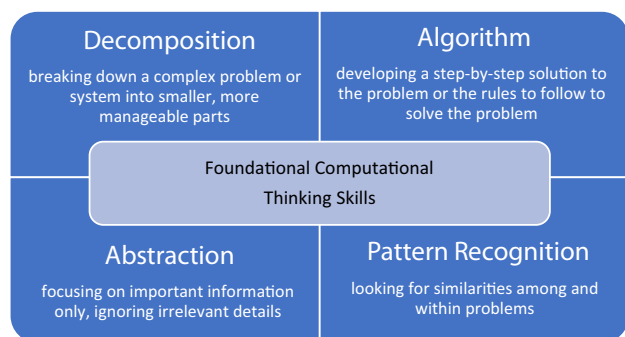 Decomposition
breaking down a complex problem or
system into smaller, more
manageable parts
Algorithm
developing a step-by-step solution to
the problem or the rules to follow to
solve the problem
Foundational Computational
Thinking Skills
Abstraction
focusing on important information
only, ignoring irrelevant details
Pattern Recognition
looking for similarities among and
within problems